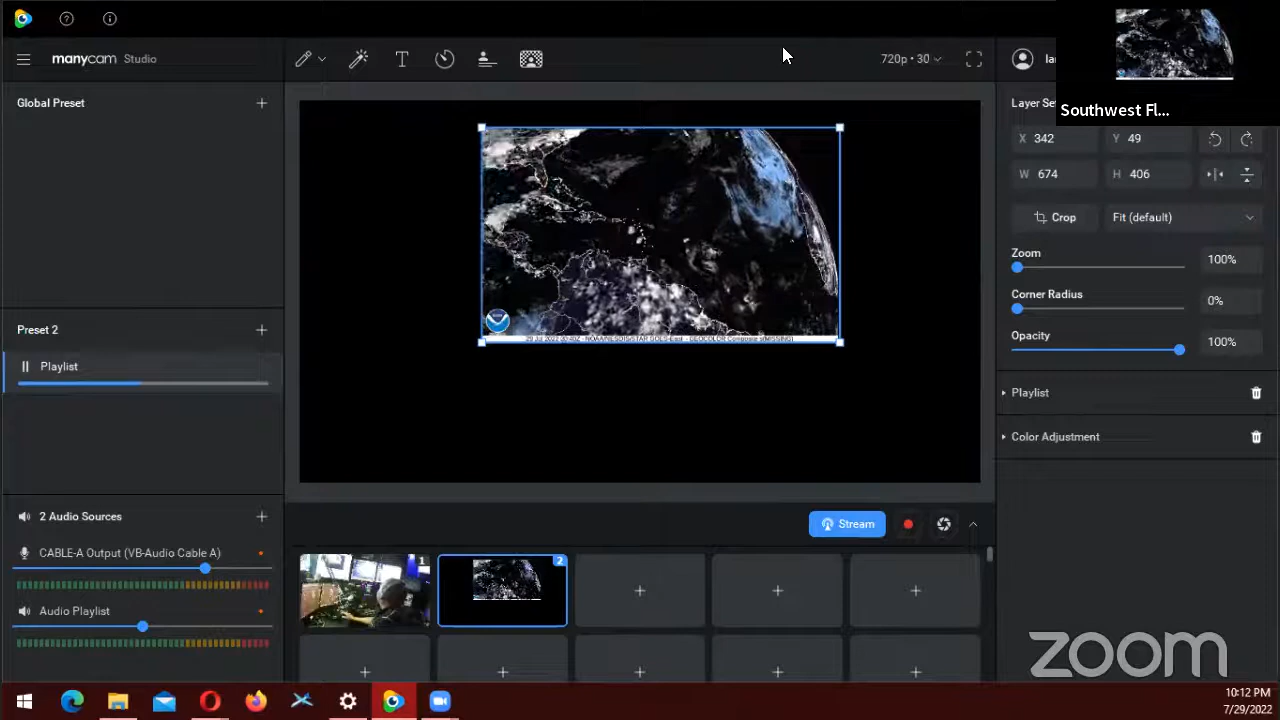 manycam Studio
720p • 30
Southwest Fl...
Global Preset
X 342
Y 49
W 674
H 406
Crop
Fit (default)
Zoom
100%
Corner Radius
0%
Opacity
100%
Preset 2
Playlist
Playlist
Color Adjustment
2 Audio Sources
CABLE-A Output (VB-Audio Cable A)
Audio Playlist
Stream
1
2
zoom
10:12 PM
7/29/2022